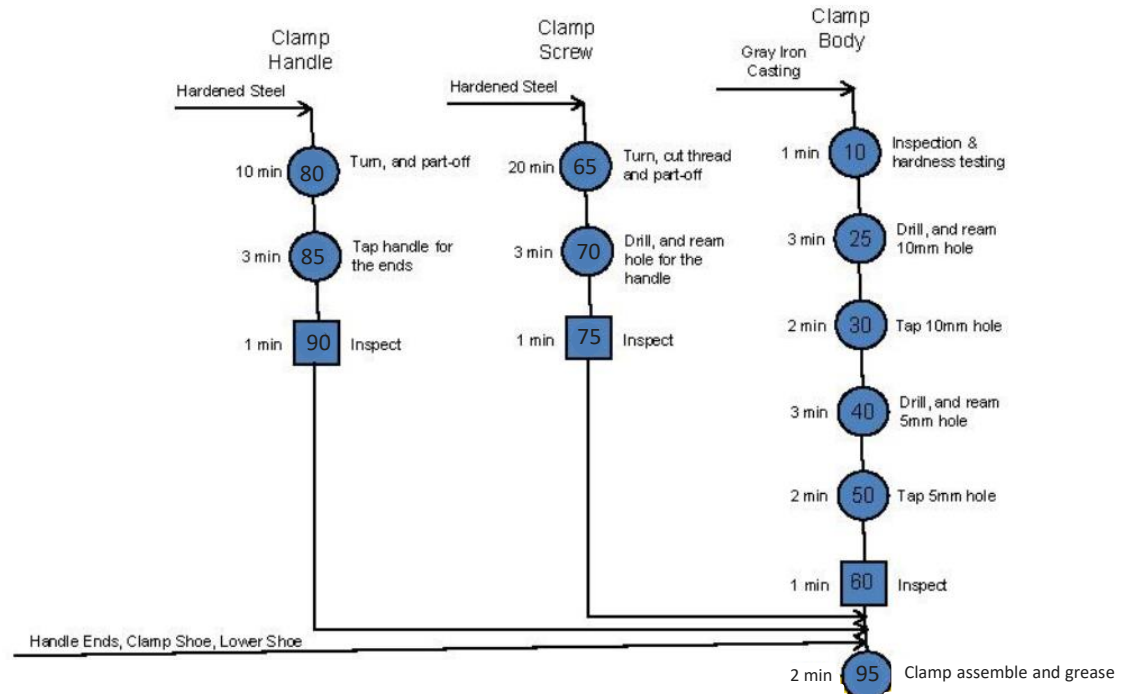 Clamp
Handle
Hardened Steel
10 min 80 Turn, and part-off
3 min 85 Tap handle for
the ends
1 min 90 Inspect
Clamp
Screw
Hardened Steel
20 min 65 Turn, cut thread
and part-off
3 min 70 Drill, and ream
hole for the
handle
1 min 75 Inspect
Clamp
Body
Gray Iron
Casting
1 min 10 Inspection &
hardness testing
3 min 25 Drill, and ream
10mm hole
2 min 30 Tap 10mm hole
3 min 40 Drill, and ream
5mm hole
2 min 50 Tap 5mm hole
1 min 60 Inspect
Handle Ends, Clamp Shoe, Lower Shoe
2 min 95 Clamp assemble and grease